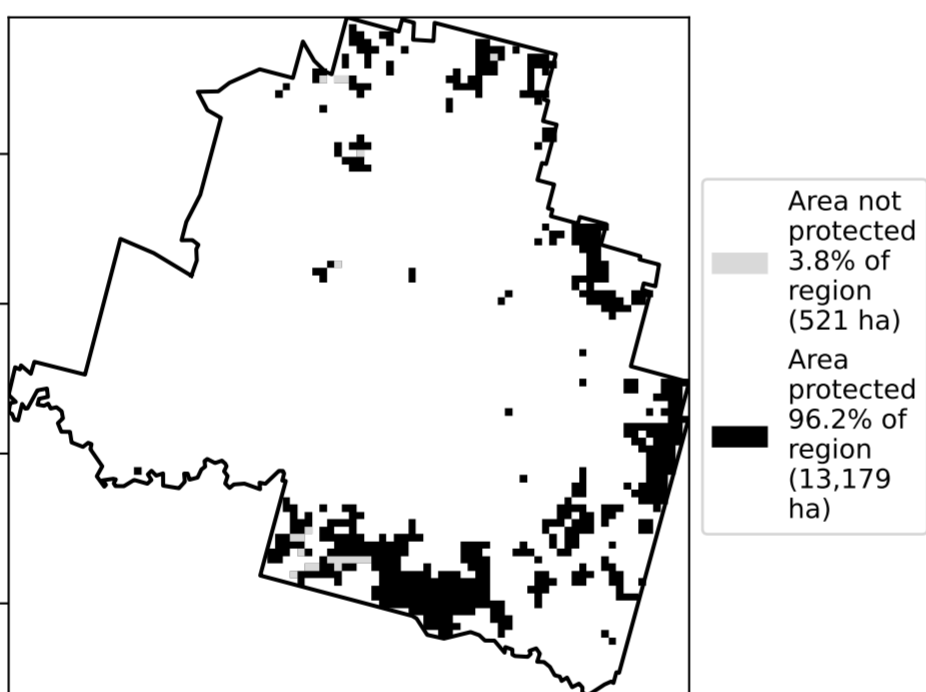 Area not
protected
3.8% of
region
(521 ha)
Area
protected
96.2% of
region
(13,179
ha)